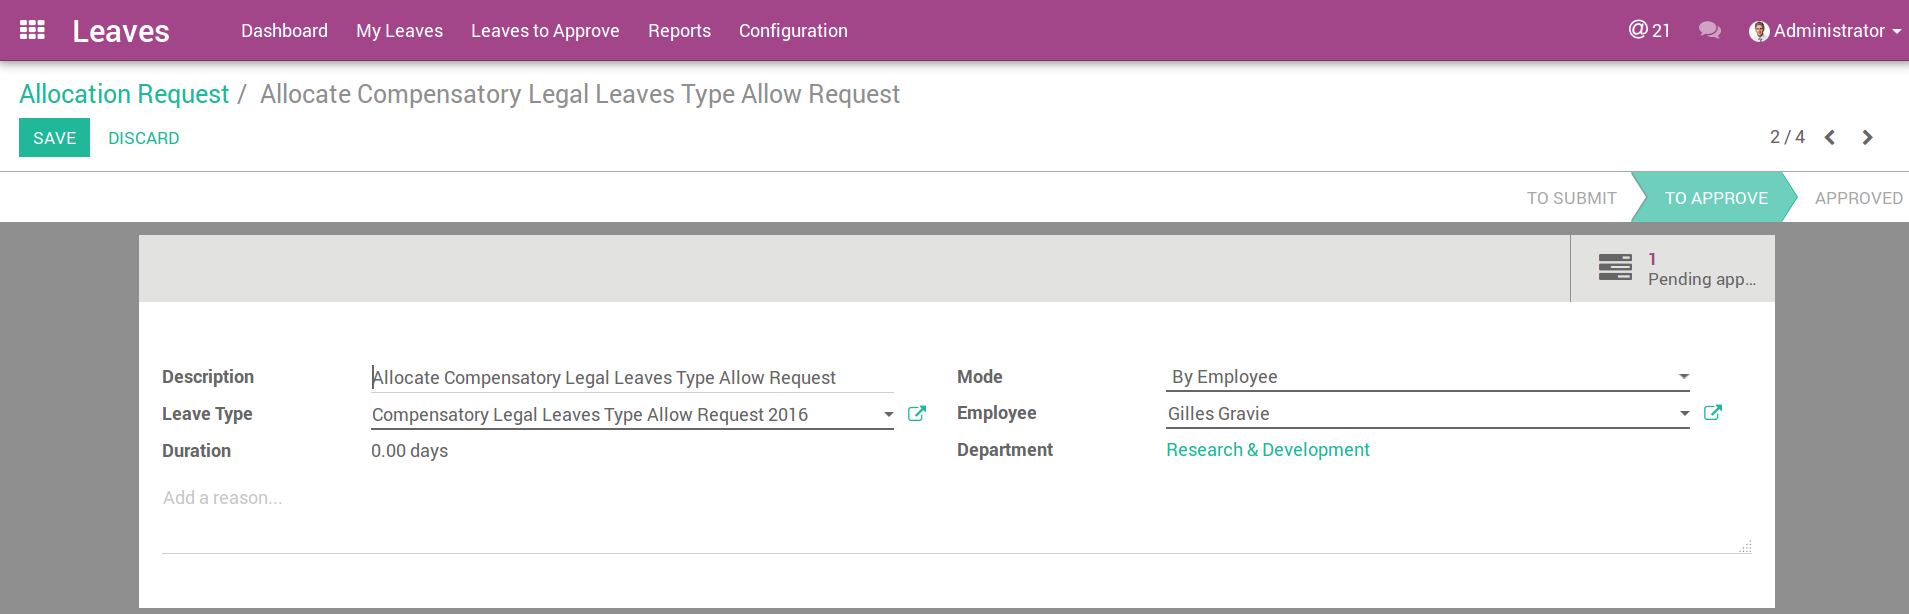 Leaves Dashboard My Leaves Leaves to Approve Reports Configuration @ 21 Administrator
Allocation Request / Allocate Compensatory Legal Leaves Type Allow Request
SAVE DISCARD 2 / 4
TO SUBMIT TO APPROVE APPROVED
1
Pending app...
Description Allocate Compensatory Legal Leaves Type Allow Request Mode By Employee
Leave Type Compensatory Legal Leaves Type Allow Request 2016 Employee Gilles Gravie
Duration 0.00 days Department Research & Development
Add a reason...